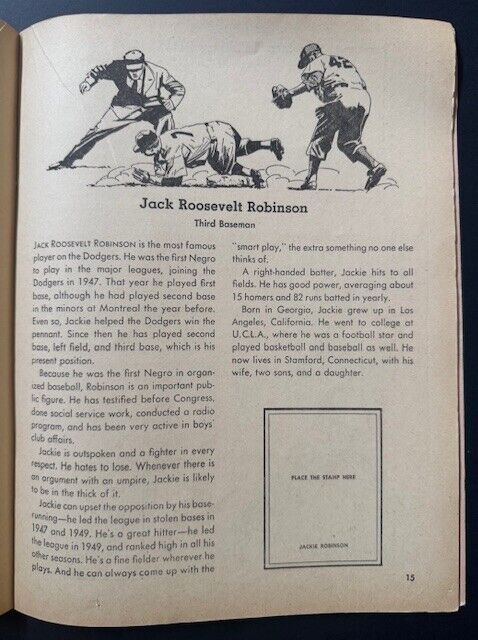 42
Jack Roosevelt Robinson
Third Baseman
JACK ROOSEVELT ROBINSON is the most famous
player on the Dodgers. He was the first Negro
to play in the major leagues, joining the
Dodgers in 1947. That year he played first
base, although he had played second base
in the minors at Montreal the year before.
Even so, Jackie helped the Dodgers win the
pennant. Since then he has played second
base, left field, and third base, which is his
present position.
Because he was the first Negro in organ-
ized baseball, Robinson is an important pub-
lic figure. He has testified before Congress,
done social service work, conducted a radio
program, and has been very active in boys'
club affairs.
Jackie is outspoken and a fighter in every
respect. He hates to lose. Whenever there is
an argument with an umpire, Jackie is likely
to be in the thick of it.
Jackie can upset the opposition by his base-
running—he led the league in stolen bases in
1947 and 1949. He's a great hitter—he led
the league in 1949, and ranked high in all his
other seasons. He's a fine fielder wherever he
plays. And he can always come up with the
"smart play," the extra something no one else
thinks of.
A right-handed batter, Jackie hits to all
fields. He has good power, averaging about
15 homers and 82 runs batted in yearly.
Born in Georgia, Jackie grew up in Los
Angeles, California. He went to college at
U.C.L.A., where he was a football star and
played basketball and baseball as well. He
now lives in Stamford, Connecticut, with his
wife, two sons, and a daughter.
PLACE THE STAMP HERE
JACKIE ROBINSON
15